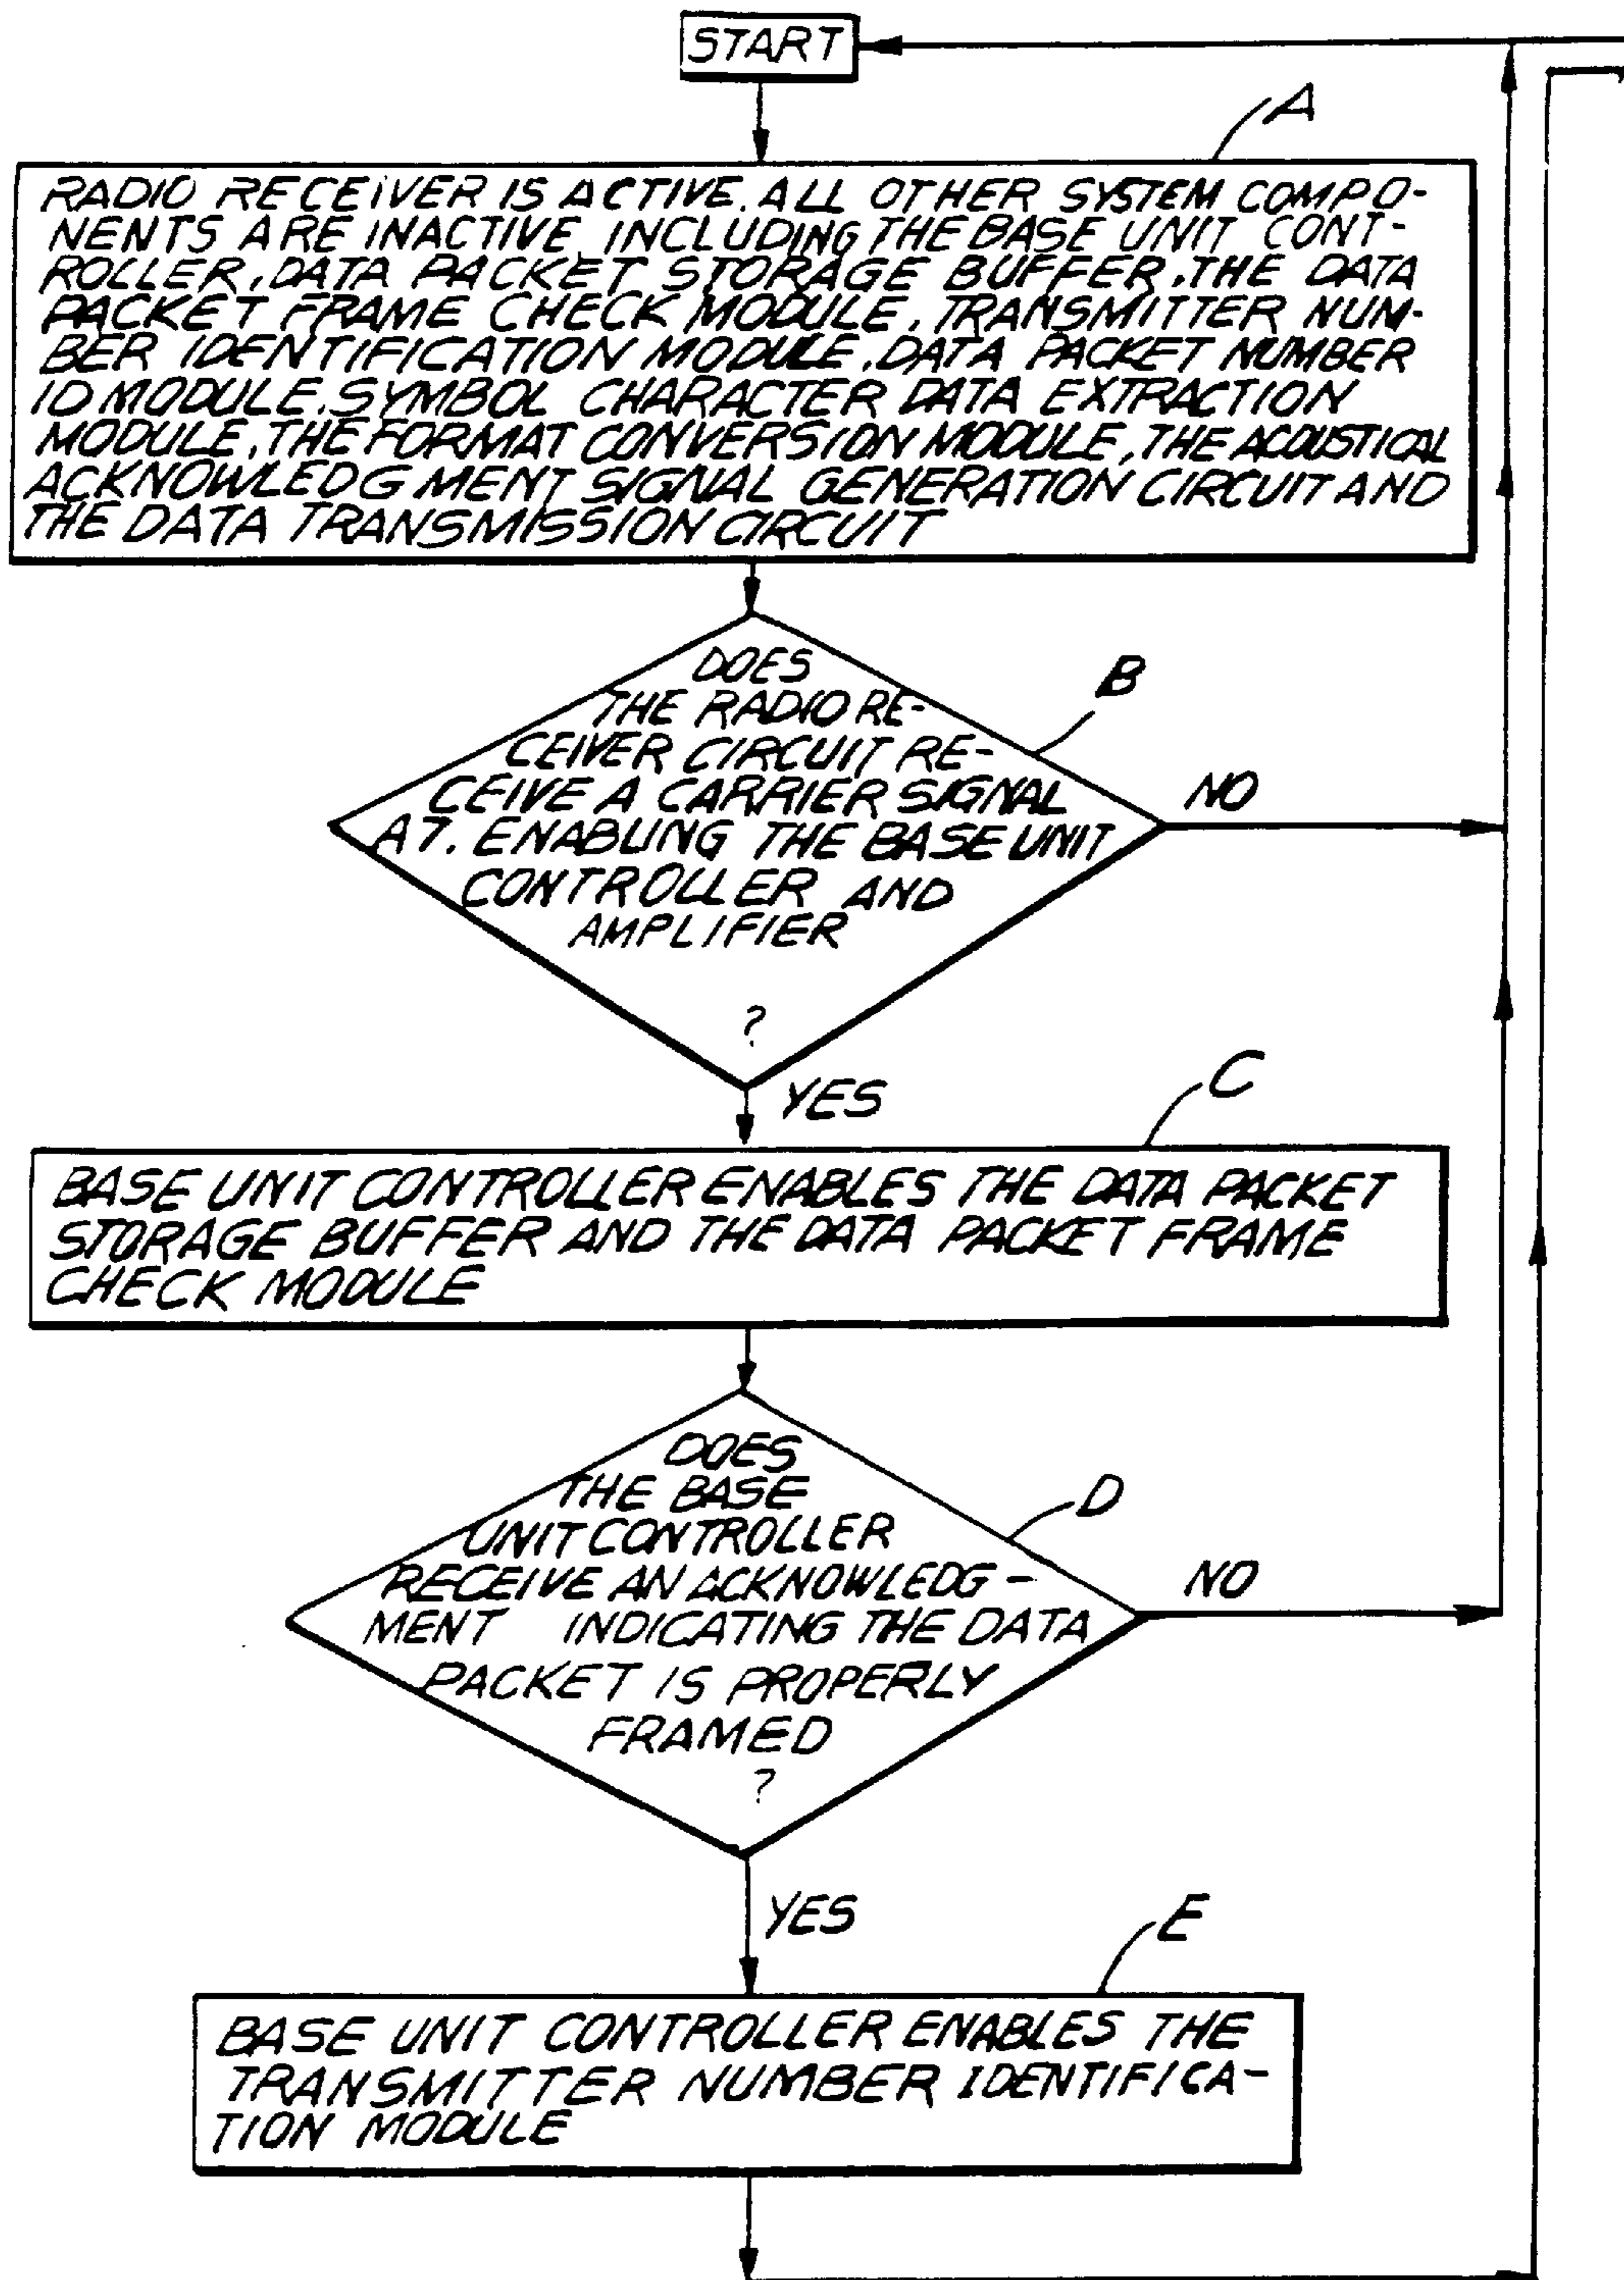 START
A
RADIO RECEIVER IS ACTIVE. ALL OTHER SYSTEM COMPO-
NENTS ARE INACTIVE, INCLUDING THE BASE UNIT CONT-
ROLLER, DATA PACKET STORAGE BUFFER, THE DATA
PACKET FRAME CHECK MODULE, TRANSMITTER NUM-
BER IDENTIFICATION MODULE, DATA PACKET NUMBER
ID MODULE, SYMBOL CHARACTER DATA EXTRACTION
MODULE, THE FORMAT CONVERSION MODULE, THE ACOUSTICAL
ACKNOWLEDGMENT SIGNAL GENERATION CIRCUIT AND
THE DATA TRANSMISSION CIRCUIT
DOES
THE RADIO RE-
CEIVER CIRCUIT RE-
CEIVE A CARRIER SIGNAL
AT. ENABLING THE BASE UNIT
CONTROLLER AND
AMPLIFIER
?
B
NO
YES
C
BASE UNIT CONTROLLER ENABLES THE DATA PACKET
STORAGE BUFFER AND THE DATA PACKET FRAME
CHECK MODULE
DOES
THE BASE
UNIT CONTROLLER
RECEIVE AN ACKNOWLEDG-
MENT INDICATING THE DATA
PACKET IS PROPERLY
FRAMED
?
D
NO
YES
E
BASE UNIT CONTROLLER ENABLES THE
TRANSMITTER NUMBER IDENTIFICA-
TION MODULE